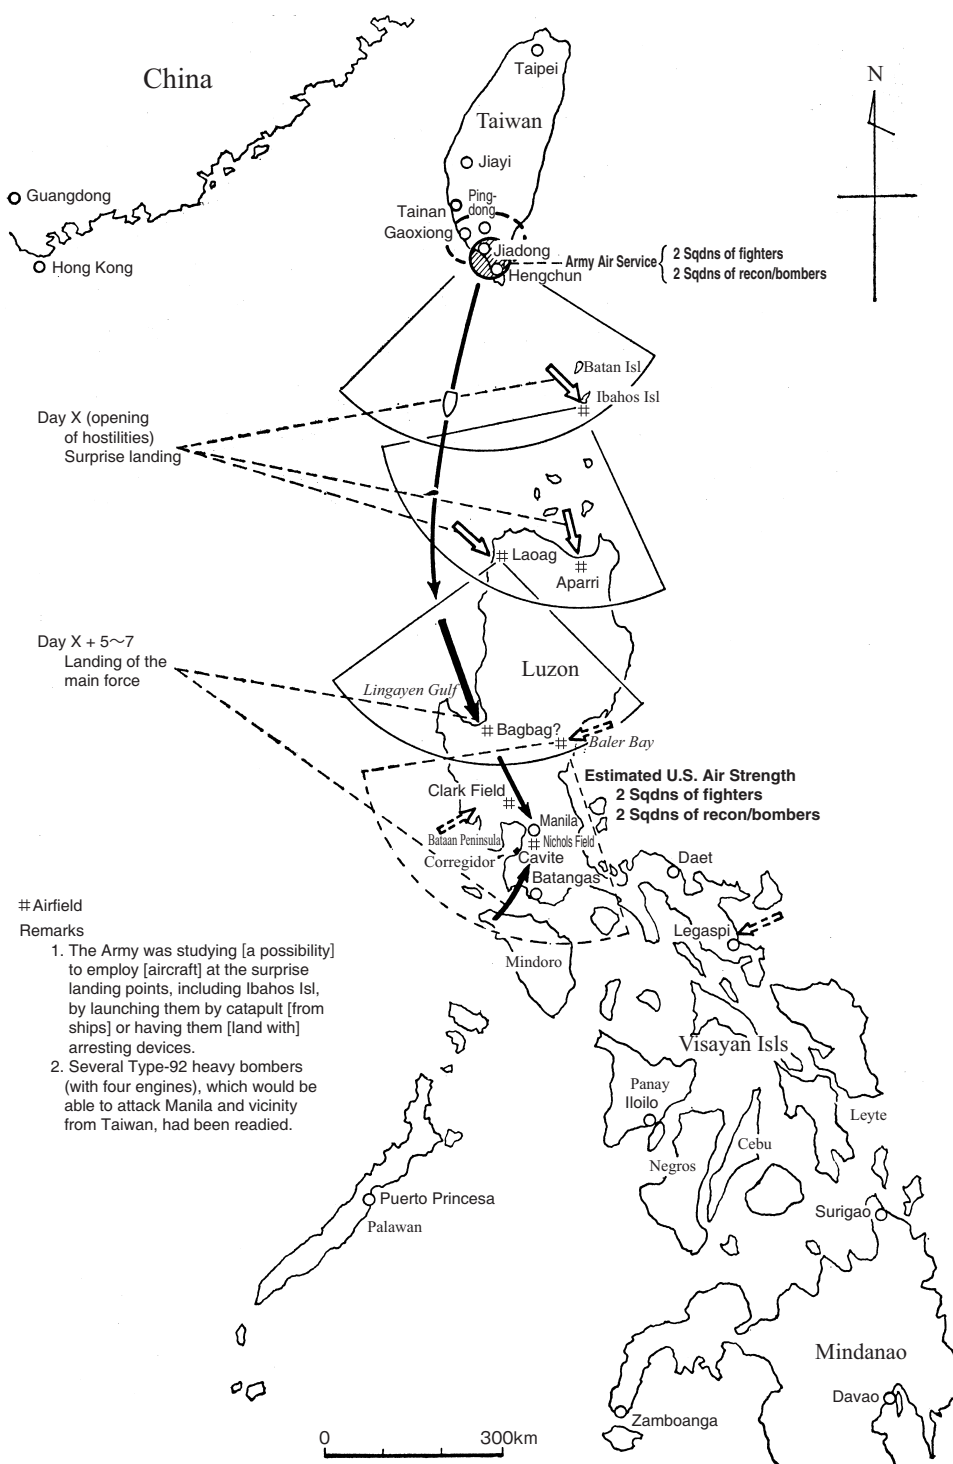 China
Taipei
Taiwan
Jiayi
Guangdong
Ping-
dong
Tainan
Gaoxiong
Hong Kong
Jiadong
Hengchun
Army Air Service
2 Sqdns of fighters
2 Sqdns of recon/bombers
N
Batan Isl
Ibahos Isl
Day X (opening
of hostilities)
Surprise landing
Laoag
Aparri
Day X + 5～7
Landing of the
main force
Luzon
Lingayen Gulf
Bagbag?
Baler Bay
Estimated U.S. Air Strength
2 Sqdns of fighters
2 Sqdns of recon/bombers
Clark Field
Manila
Bataan Peninsula
Nichols Field
Corregidor
Cavite
Batangas
Daet
Legaspi
Mindoro
⌗ Airfield
Remarks
1. The Army was studying [a possibility]
to employ [aircraft] at the surprise
landing points, including Ibahos Isl,
by launching them by catapult [from
ships] or having them [land with]
arresting devices.
2. Several Type-92 heavy bombers
(with four engines), which would be
able to attack Manila and vicinity
from Taiwan, had been readied.
Visayan Isls
Panay
Iloilo
Leyte
Cebu
Negros
Puerto Princesa
Palawan
Surigao
Mindanao
Davao
Zamboanga
0 300km